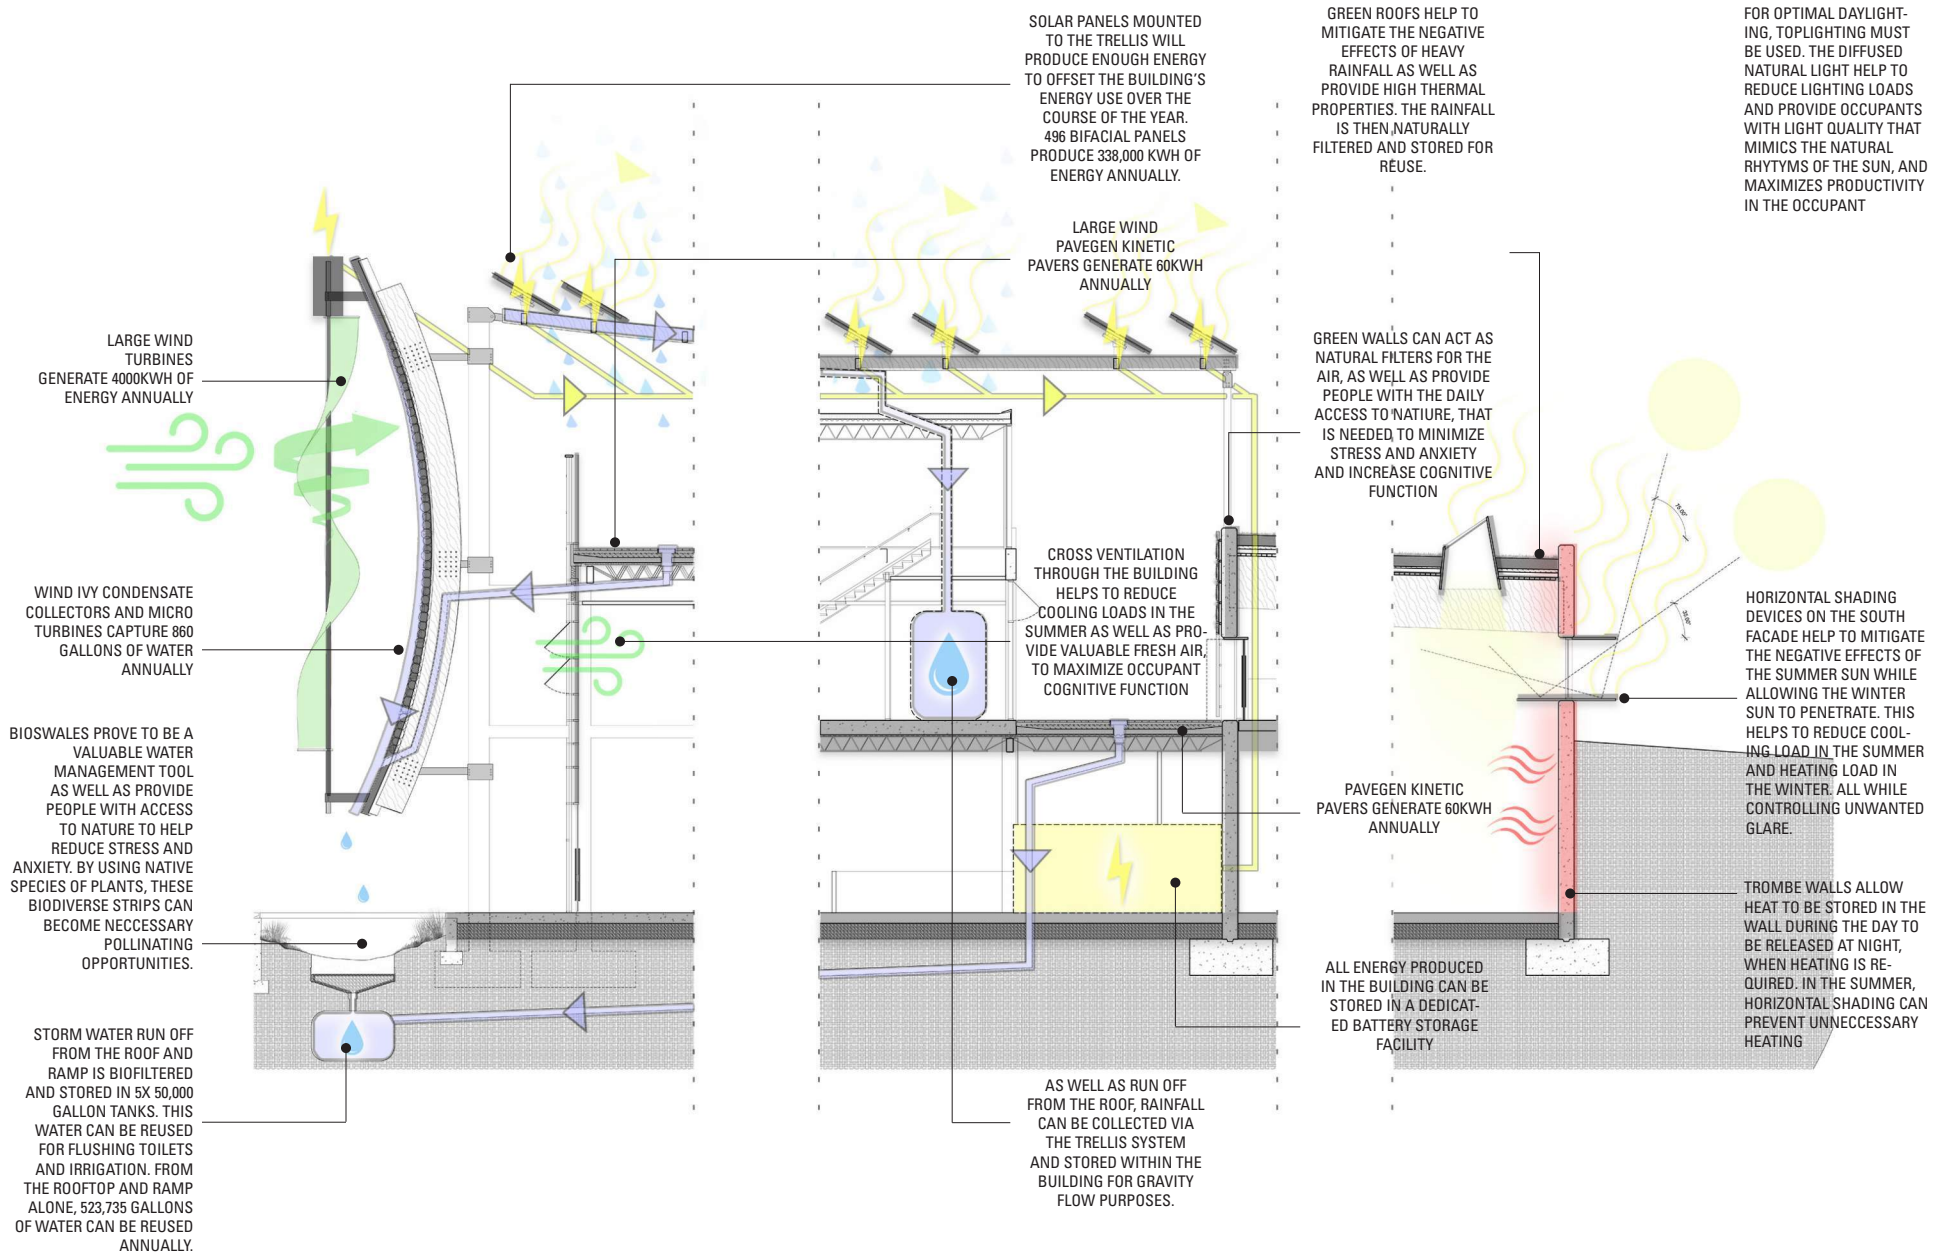 SOLAR PANELS MOUNTED
TO THE TRELLIS WILL
PRODUCE ENOUGH ENERGY
TO OFFSET THE BUILDING'S
ENERGY USE OVER THE
COURSE OF THE YEAR.
496 BIFACIAL PANELS
PRODUCE 338,000 KWH OF
ENERGY ANNUALLY.
GREEN ROOFS HELP TO
MITIGATE THE NEGATIVE
EFFECTS OF HEAVY
RAINFALL AS WELL AS
PROVIDE HIGH THERMAL
PROPERTIES. THE RAINFALL
IS THEN NATURALLY
FILTERED AND STORED FOR
REUSE.
FOR OPTIMAL DAYLIGHT-
ING, TOPLIGHTING MUST
BE USED. THE DIFFUSED
NATURAL LIGHT HELP TO
REDUCE LIGHTING LOADS
AND PROVIDE OCCUPANTS
WITH LIGHT QUALITY THAT
MIMICS THE NATURAL
RHYTYMS OF THE SUN, AND
MAXIMIZES PRODUCTIVITY
IN THE OCCUPANT
LARGE WIND
PAVEGEN KINETIC
PAVERS GENERATE 60KWH
ANNUALLY
LARGE WIND
TURBINES
GENERATE 4000KWH OF
ENERGY ANNUALLY
GREEN WALLS CAN ACT AS
NATURAL FILTERS FOR THE
AIR, AS WELL AS PROVIDE
PEOPLE WITH THE DAILY
ACCESS TO NATIURE, THAT
IS NEEDED TO MINIMIZE
STRESS AND ANXIETY
AND INCREASE COGNITIVE
FUNCTION
78.00°
35.00°
WIND IVY CONDENSATE
COLLECTORS AND MICRO
TURBINES CAPTURE 860
GALLONS OF WATER
ANNUALLY
CROSS VENTILATION
THROUGH THE BUILDING
HELPS TO REDUCE
COOLING LOADS IN THE
SUMMER AS WELL AS PRO-
VIDE VALUABLE FRESH AIR,
TO MAXIMIZE OCCUPANT
COGNITIVE FUNCTION
HORIZONTAL SHADING
DEVICES ON THE SOUTH
FACADE HELP TO MITIGATE
THE NEGATIVE EFFECTS OF
THE SUMMER SUN WHILE
ALLOWING THE WINTER
SUN TO PENETRATE. THIS
HELPS TO REDUCE COOL-
ING LOAD IN THE SUMMER
AND HEATING LOAD IN
THE WINTER. ALL WHILE
CONTROLLING UNWANTED
GLARE.
BIOSWALES PROVE TO BE A
VALUABLE WATER
MANAGEMENT TOOL
AS WELL AS PROVIDE
PEOPLE WITH ACCESS
TO NATURE TO HELP
REDUCE STRESS AND
ANXIETY. BY USING NATIVE
SPECIES OF PLANTS, THESE
BIODIVERSE STRIPS CAN
BECOME NECCESSARY
POLLINATING
OPPORTUNITIES.
PAVEGEN KINETIC
PAVERS GENERATE 60KWH
ANNUALLY
TROMBE WALLS ALLOW
HEAT TO BE STORED IN THE
WALL DURING THE DAY TO
BE RELEASED AT NIGHT,
WHEN HEATING IS RE-
QUIRED. IN THE SUMMER,
HORIZONTAL SHADING CAN
PREVENT UNNECCESSARY
HEATING
ALL ENERGY PRODUCED
IN THE BUILDING CAN BE
STORED IN A DEDICAT-
ED BATTERY STORAGE
FACILITY
STORM WATER RUN OFF
FROM THE ROOF AND
RAMP IS BIOFILTERED
AND STORED IN 5X 50,000
GALLON TANKS. THIS
WATER CAN BE REUSED
FOR FLUSHING TOILETS
AND IRRIGATION. FROM
THE ROOFTOP AND RAMP
ALONE, 523,735 GALLONS
OF WATER CAN BE REUSED
ANNUALLY.
AS WELL AS RUN OFF
FROM THE ROOF, RAINFALL
CAN BE COLLECTED VIA
THE TRELLIS SYSTEM
AND STORED WITHIN THE
BUILDING FOR GRAVITY
FLOW PURPOSES.